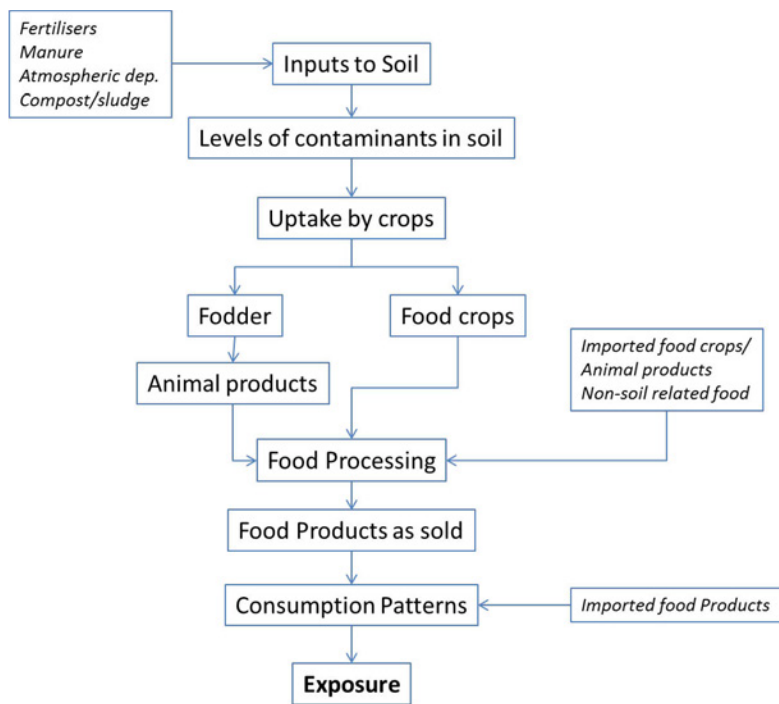 Fertilisers
Manure
Atmospheric dep.
Compost/sludge
Inputs to Soil
Levels of contaminants in soil
Uptake by crops
Fodder
Food crops
Animal products
Imported food crops/
Animal products
Non-soil related food
Food Processing
Food Products as sold
Consumption Patterns
Imported food Products
Exposure